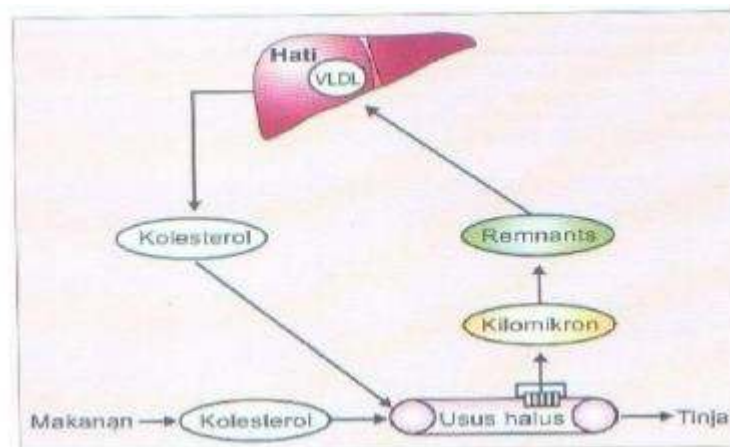 Hati
VLDL
Kolesterol
Remnants
Kilomikron
Makanan
Kolesterol
Usus halus
Tinja